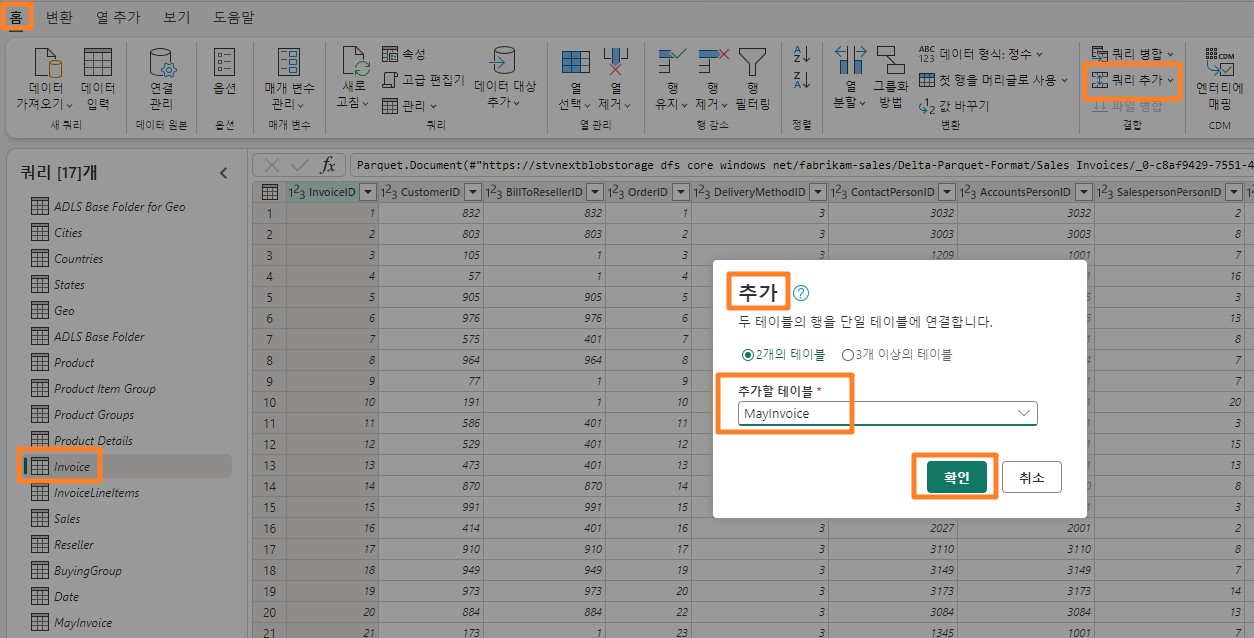 홈 변환 열 추가 보기 도움말
데이터 가져오기 데이터 입력 연결 관리 옵션 매개 변수 관리 새로 고침 속성 고급 편집기 관리 데이터 대상 추가 열 선택 열 제거 행 유지 행 제거 행 필터링 열 분할 그룹화 방법 데이터 형식: 정수 첫 행을 머리글로 사용 값 바꾸기 쿼리 병합 쿼리 추가 파일 병합 엔터티에 매핑
새 쿼리 데이터 원본 옵션 매개 변수 쿼리 열 관리 행 감소 정렬 변환 결합 CDM
쿼리 [17]개
ADLS Base Folder for Geo
Cities
Countries
States
Geo
ADLS Base Folder
Product
Product Item Group
Product Groups
Product Details
Invoice
InvoiceLineItems
Sales
Reseller
BuyingGroup
Date
MayInvoice
fx Parquet.Document(#"https://stvnextblobstorage dfs core windows net/fabrikam-sales/Delta-Parquet-Format/Sales Invoices/_0-c8af9429-7551-4
InvoiceID CustomerID BillToResellerID OrderID DeliveryMethodID ContactPersonID AccountsPersonID SalespersonPersonID
1 1 832 832 1 3 3032 3032 2
2 2 803 803 2 3 3003 3003 8
3 3 105 1 3 3 1209 1001 7
4 4 57 1 4 16
5 5 905 905 5 3
6 6 976 976 6 13
7 7 575 401 7 8
8 8 964 964 8 7
9 9 77 1 9 7
10 10 191 1 10 20
11 11 586 401 11 3
12 12 529 401 12 15
13 13 473 401 13 13
14 14 870 870 14 8
15 15 991 991 15 3
16 16 414 401 16 3 2027 2001 2
17 17 910 910 17 3 3110 3110 8
18 18 949 949 19 3 3149 3149 7
19 19 973 973 20 3 3173 3173 14
20 20 884 884 22 3 3084 3084 13
21 21 173 1 23 3 1345 1001 7
추가
두 테이블의 행을 단일 테이블에 연결합니다.
2개의 테이블 3개 이상의 테이블
추가할 테이블 *
MayInvoice
확인 취소